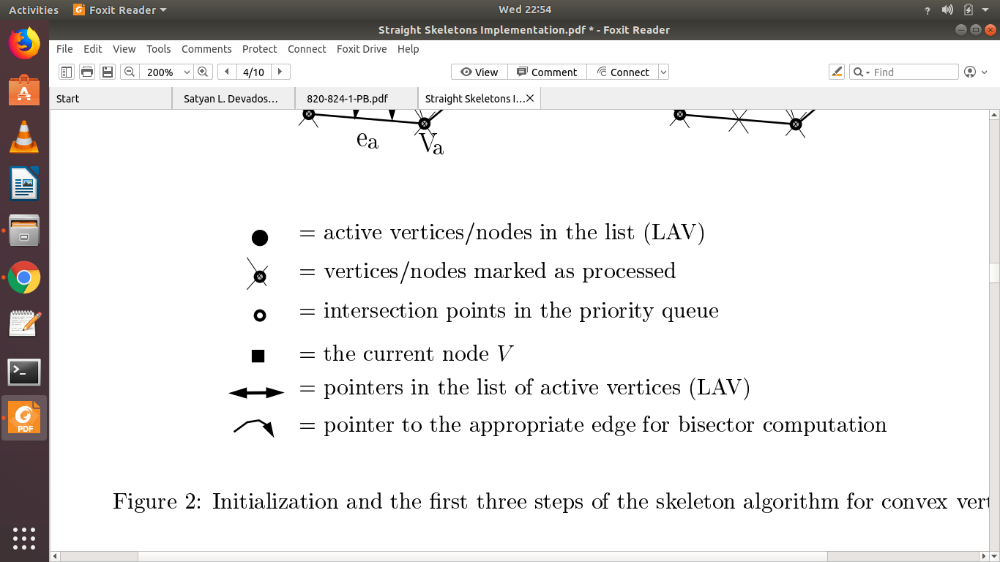 Activities Foxit Reader Wed 22:54 ?
Straight Skeletons Implementation.pdf * - Foxit Reader
File Edit View Tools Comments Protect Connect Foxit Drive Help
200% 4/10 View Comment Connect Find
Start Satyan L. Devados... 820-824-1-PB.pdf Straight Skeletons I...
ea Va
= active vertices/nodes in the list (LAV)
= vertices/nodes marked as processed
= intersection points in the priority queue
= the current node V
= pointers in the list of active vertices (LAV)
= pointer to the appropriate edge for bisector computation
PDF
Figure 2: Initialization and the first three steps of the skeleton algorithm for convex vert